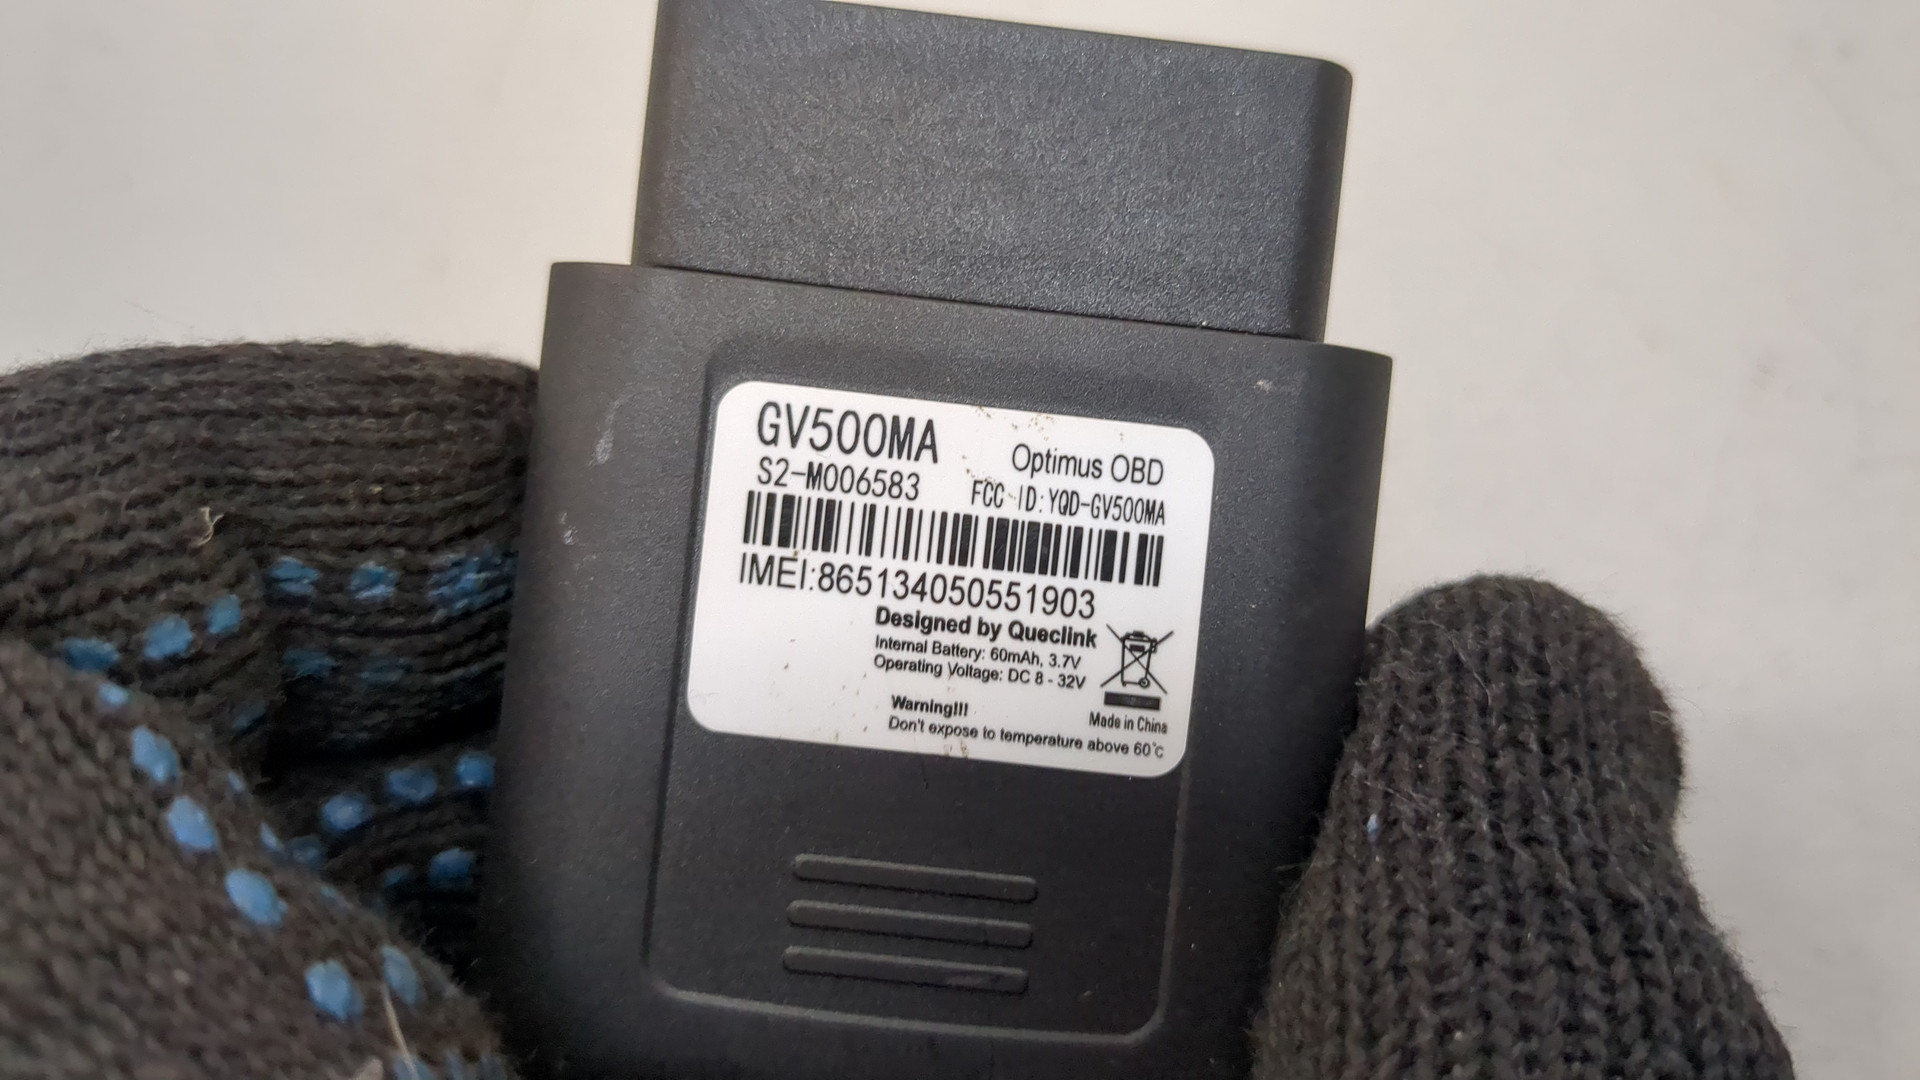 GV500MA
Optimus OBD
S2-M006583
FCC ID:YQD-GV500MA
IMEI:865134050551903
Designed by Queclink
Internal Battery: 60mAh, 3.7V
Operating Voltage: DC 8 - 32V
Warning!!!
Made in China
Don't expose to temperature above 60℃